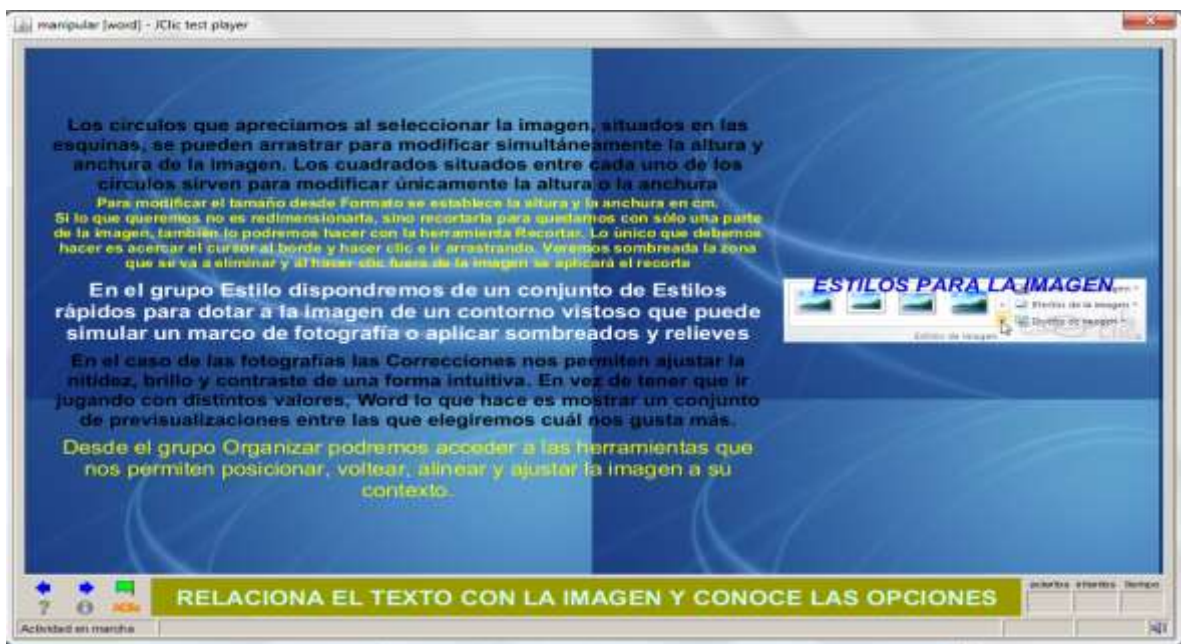 manipular [word] - JClic test player
Los círculos que apreciamos al seleccionar la imagen, situados en las
esquinas, se pueden arrastrar para modificar simultáneamente la altura y
anchura de la imagen. Los cuadrados situados entre cada uno de los
círculos sirven para modificar únicamente la altura o la anchura
Para modificar el tamaño desde Formato se establece la altura y la anchura en cm.
Si lo que queremos no es redimensionarla, sino recortarla para quedarnos con sólo una parte
de la imagen, también lo podremos hacer con la herramienta Recortar. Lo único que debemos
hacer es acercar el cursor al borde y hacer clic e ir arrastrando. Veremos sombreada la zona
que se va a eliminar y al hacer clic fuera de la imagen se aplicará el recorte
En el grupo Estilo dispondremos de un conjunto de Estilos
rápidos para dotar a la imagen de un contorno vistoso que puede
simular un marco de fotografía o aplicar sombreados y relieves
En el caso de las fotografías las Correcciones nos permiten ajustar la
nitidez, brillo y contraste de una forma intuitiva. En vez de tener que ir
jugando con distintos valores, Word lo que hace es mostrar un conjunto
de previsualizaciones entre las que elegiremos cuál nos gusta más.
Desde el grupo Organizar podremos acceder a las herramientas que
nos permiten posicionar, voltear, alinear y ajustar la imagen a su
contexto.
ESTILOS PARA LA IMAGEN
Efectos de la imagen
Diseño de imagen
Estilos de imagen
RELACIONA EL TEXTO CON LA IMAGEN Y CONOCE LAS OPCIONES
aciertos intentos tiempo
JClic
Actividad en marcha